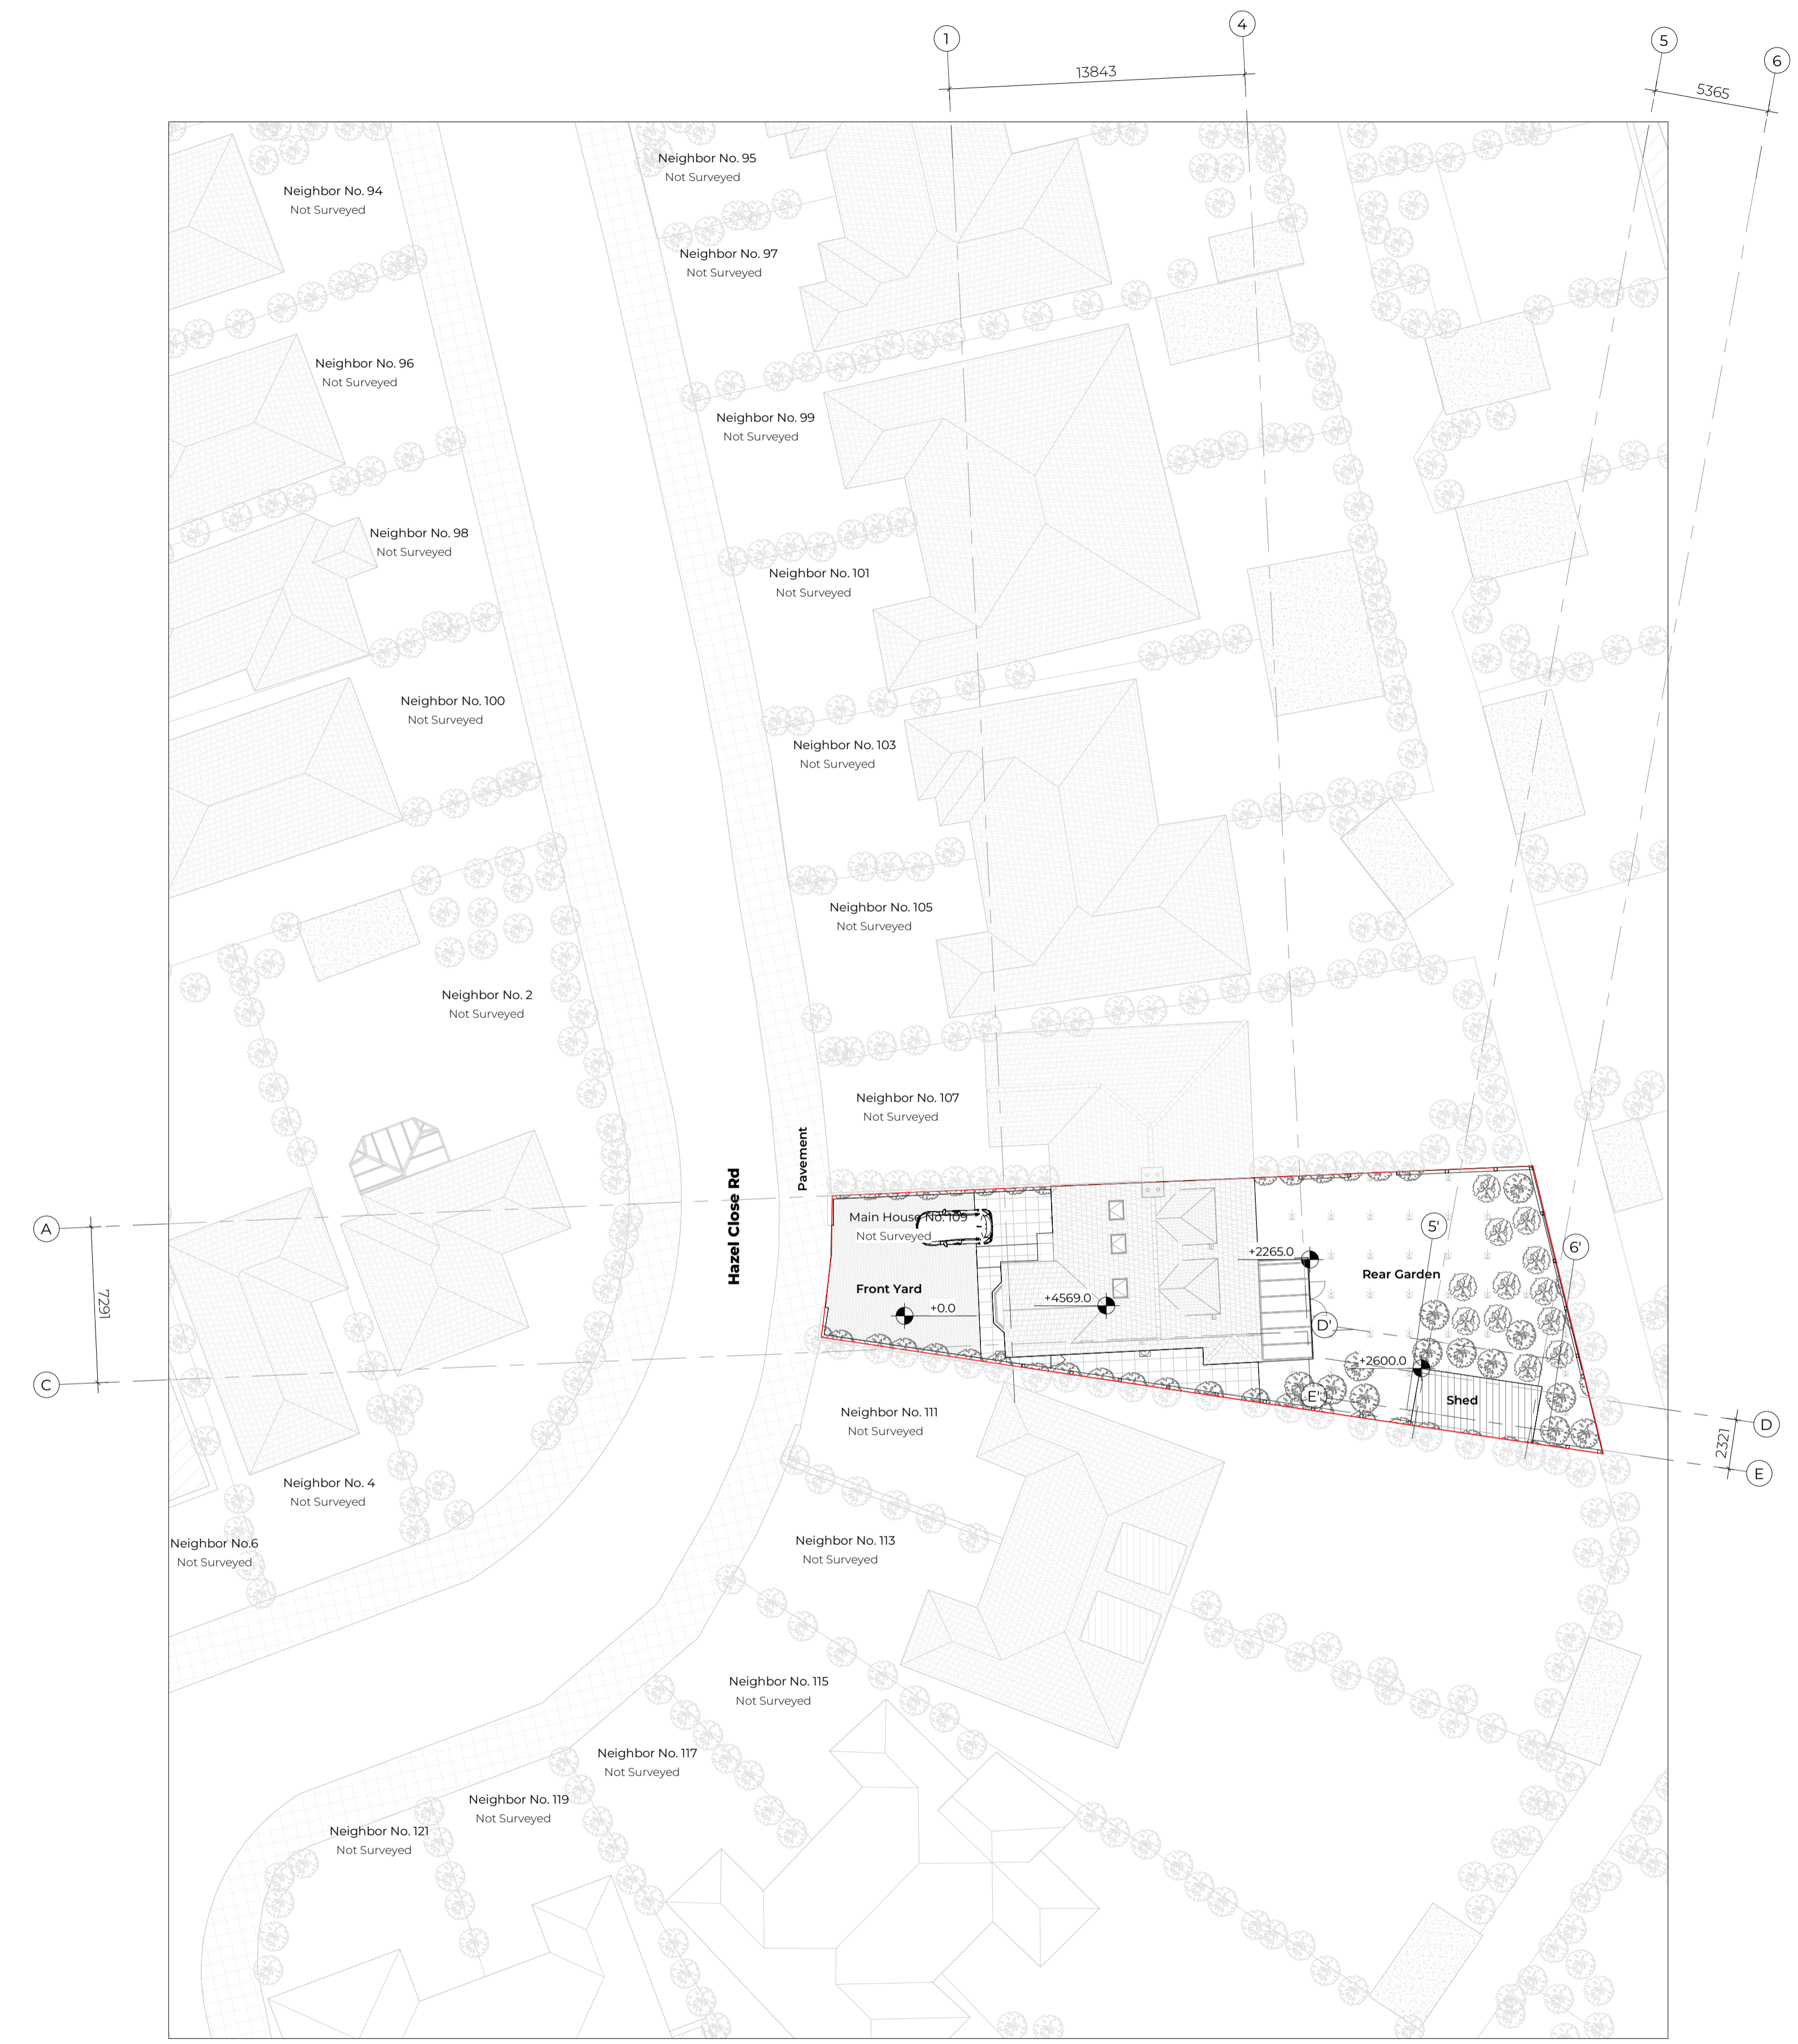 1
4
5
6
13843
5365
Neighbor No. 95
Not Surveyed
Neighbor No. 94
Not Surveyed
Neighbor No. 97
Not Surveyed
Neighbor No. 96
Not Surveyed
Neighbor No. 99
Not Surveyed
Neighbor No. 98
Not Surveyed
Neighbor No. 101
Not Surveyed
Neighbor No. 100
Not Surveyed
Neighbor No. 103
Not Surveyed
Neighbor No. 105
Not Surveyed
Neighbor No. 2
Not Surveyed
Neighbor No. 107
Not Surveyed
Pavement
Hazel Close Rd
A
7291
C
Main House No. 109
Not Surveyed
Front Yard
+0.0
+4569.0
+2265.0
5'
6'
Rear Garden
D'
+2600.0
E'
Shed
D
2321
E
Neighbor No. 111
Not Surveyed
Neighbor No. 4
Not Surveyed
Neighbor No.6
Not Surveyed
Neighbor No. 113
Not Surveyed
Neighbor No. 115
Not Surveyed
Neighbor No. 117
Not Surveyed
Neighbor No. 119
Not Surveyed
Neighbor No. 121
Not Surveyed